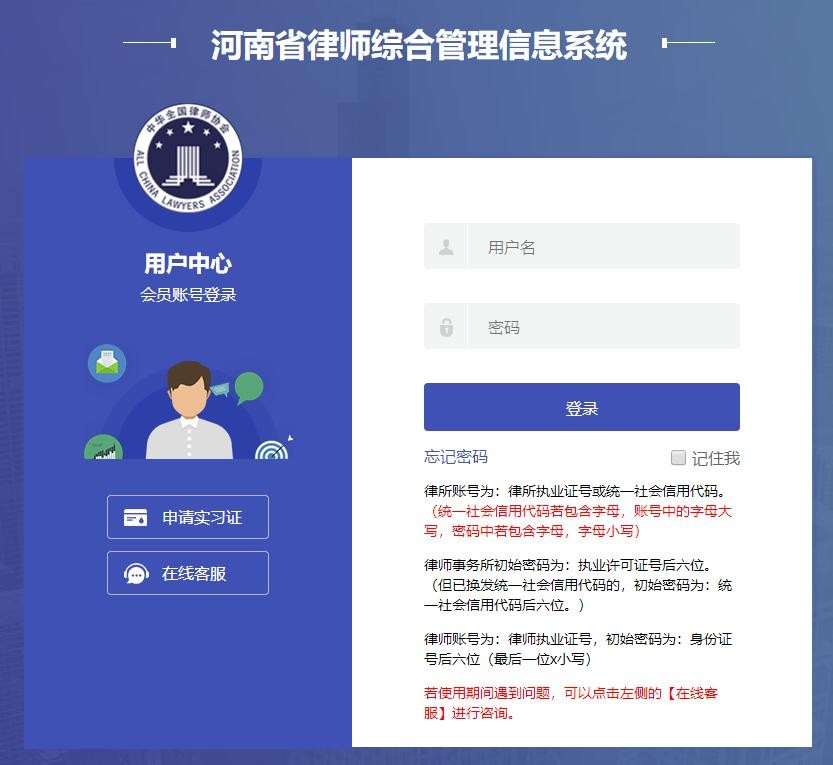 河南省律师综合管理信息系统
中华全国律师协会
ALL CHINA LAWYERS ASSOCIATION
用户中心
会员账号登录
申请实习证
在线客服
用户名
密码
登录
忘记密码
记住我
律所账号为：律所执业证号或统一社会信用代码。
（统一社会信用代码若包含字母，账号中的字母大
写，密码中若包含字母，字母小写）
律师事务所初始密码为：执业许可证号后六位。
（但已换发统一社会信用代码的，初始密码为：统
一社会信用代码后六位。）
律师账号为：律师执业证号，初始密码为：身份证
号后六位（最后一位x小写）
若使用期间遇到问题，可以点击左侧的【在线客
服】进行咨询。